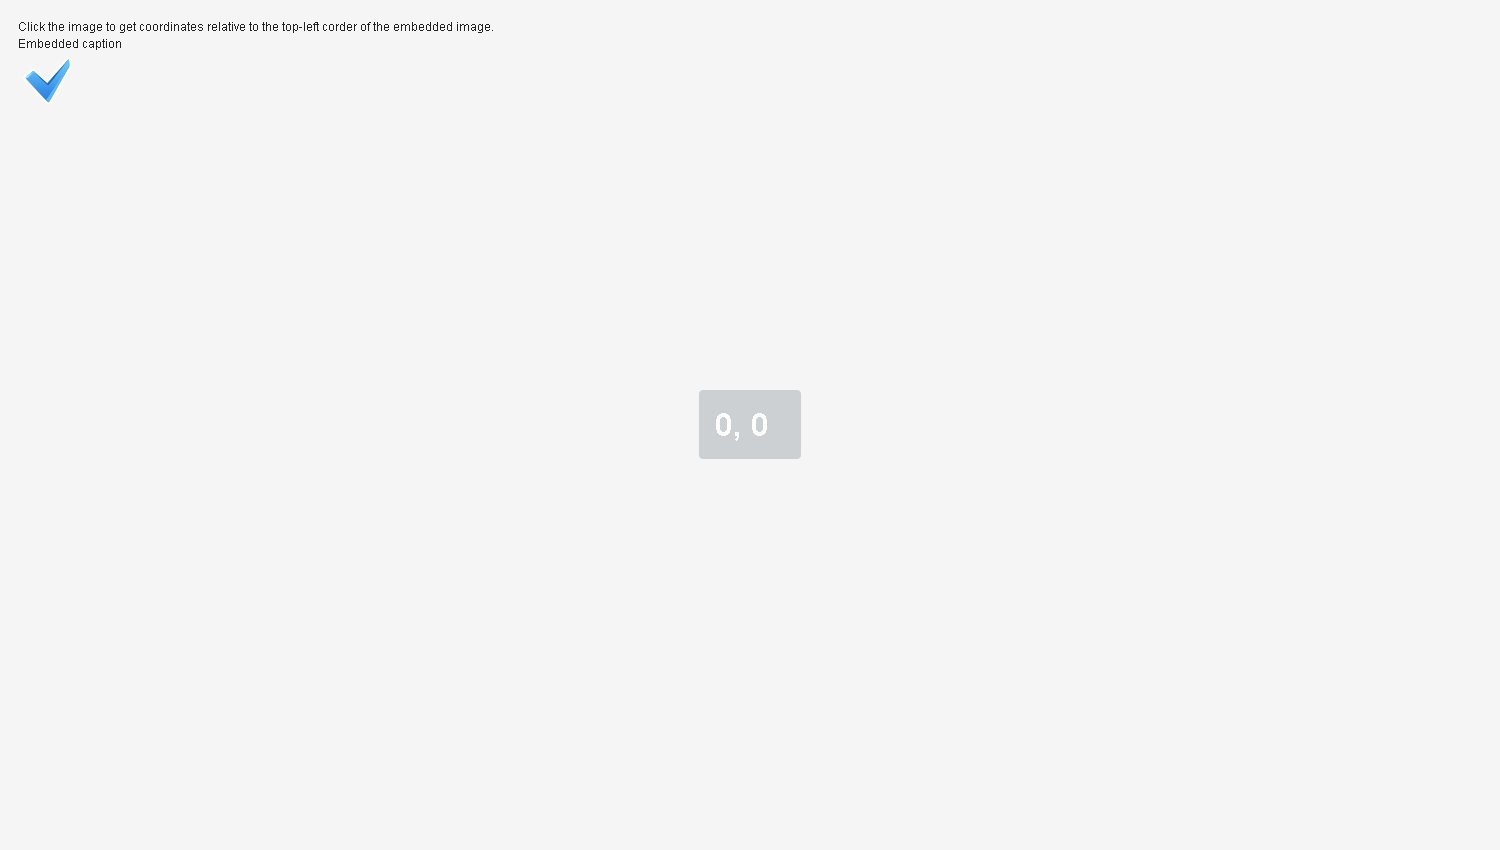 Click the image to get coordinates relative to the top-left corder of the embedded image.
Embedded caption
0, 0